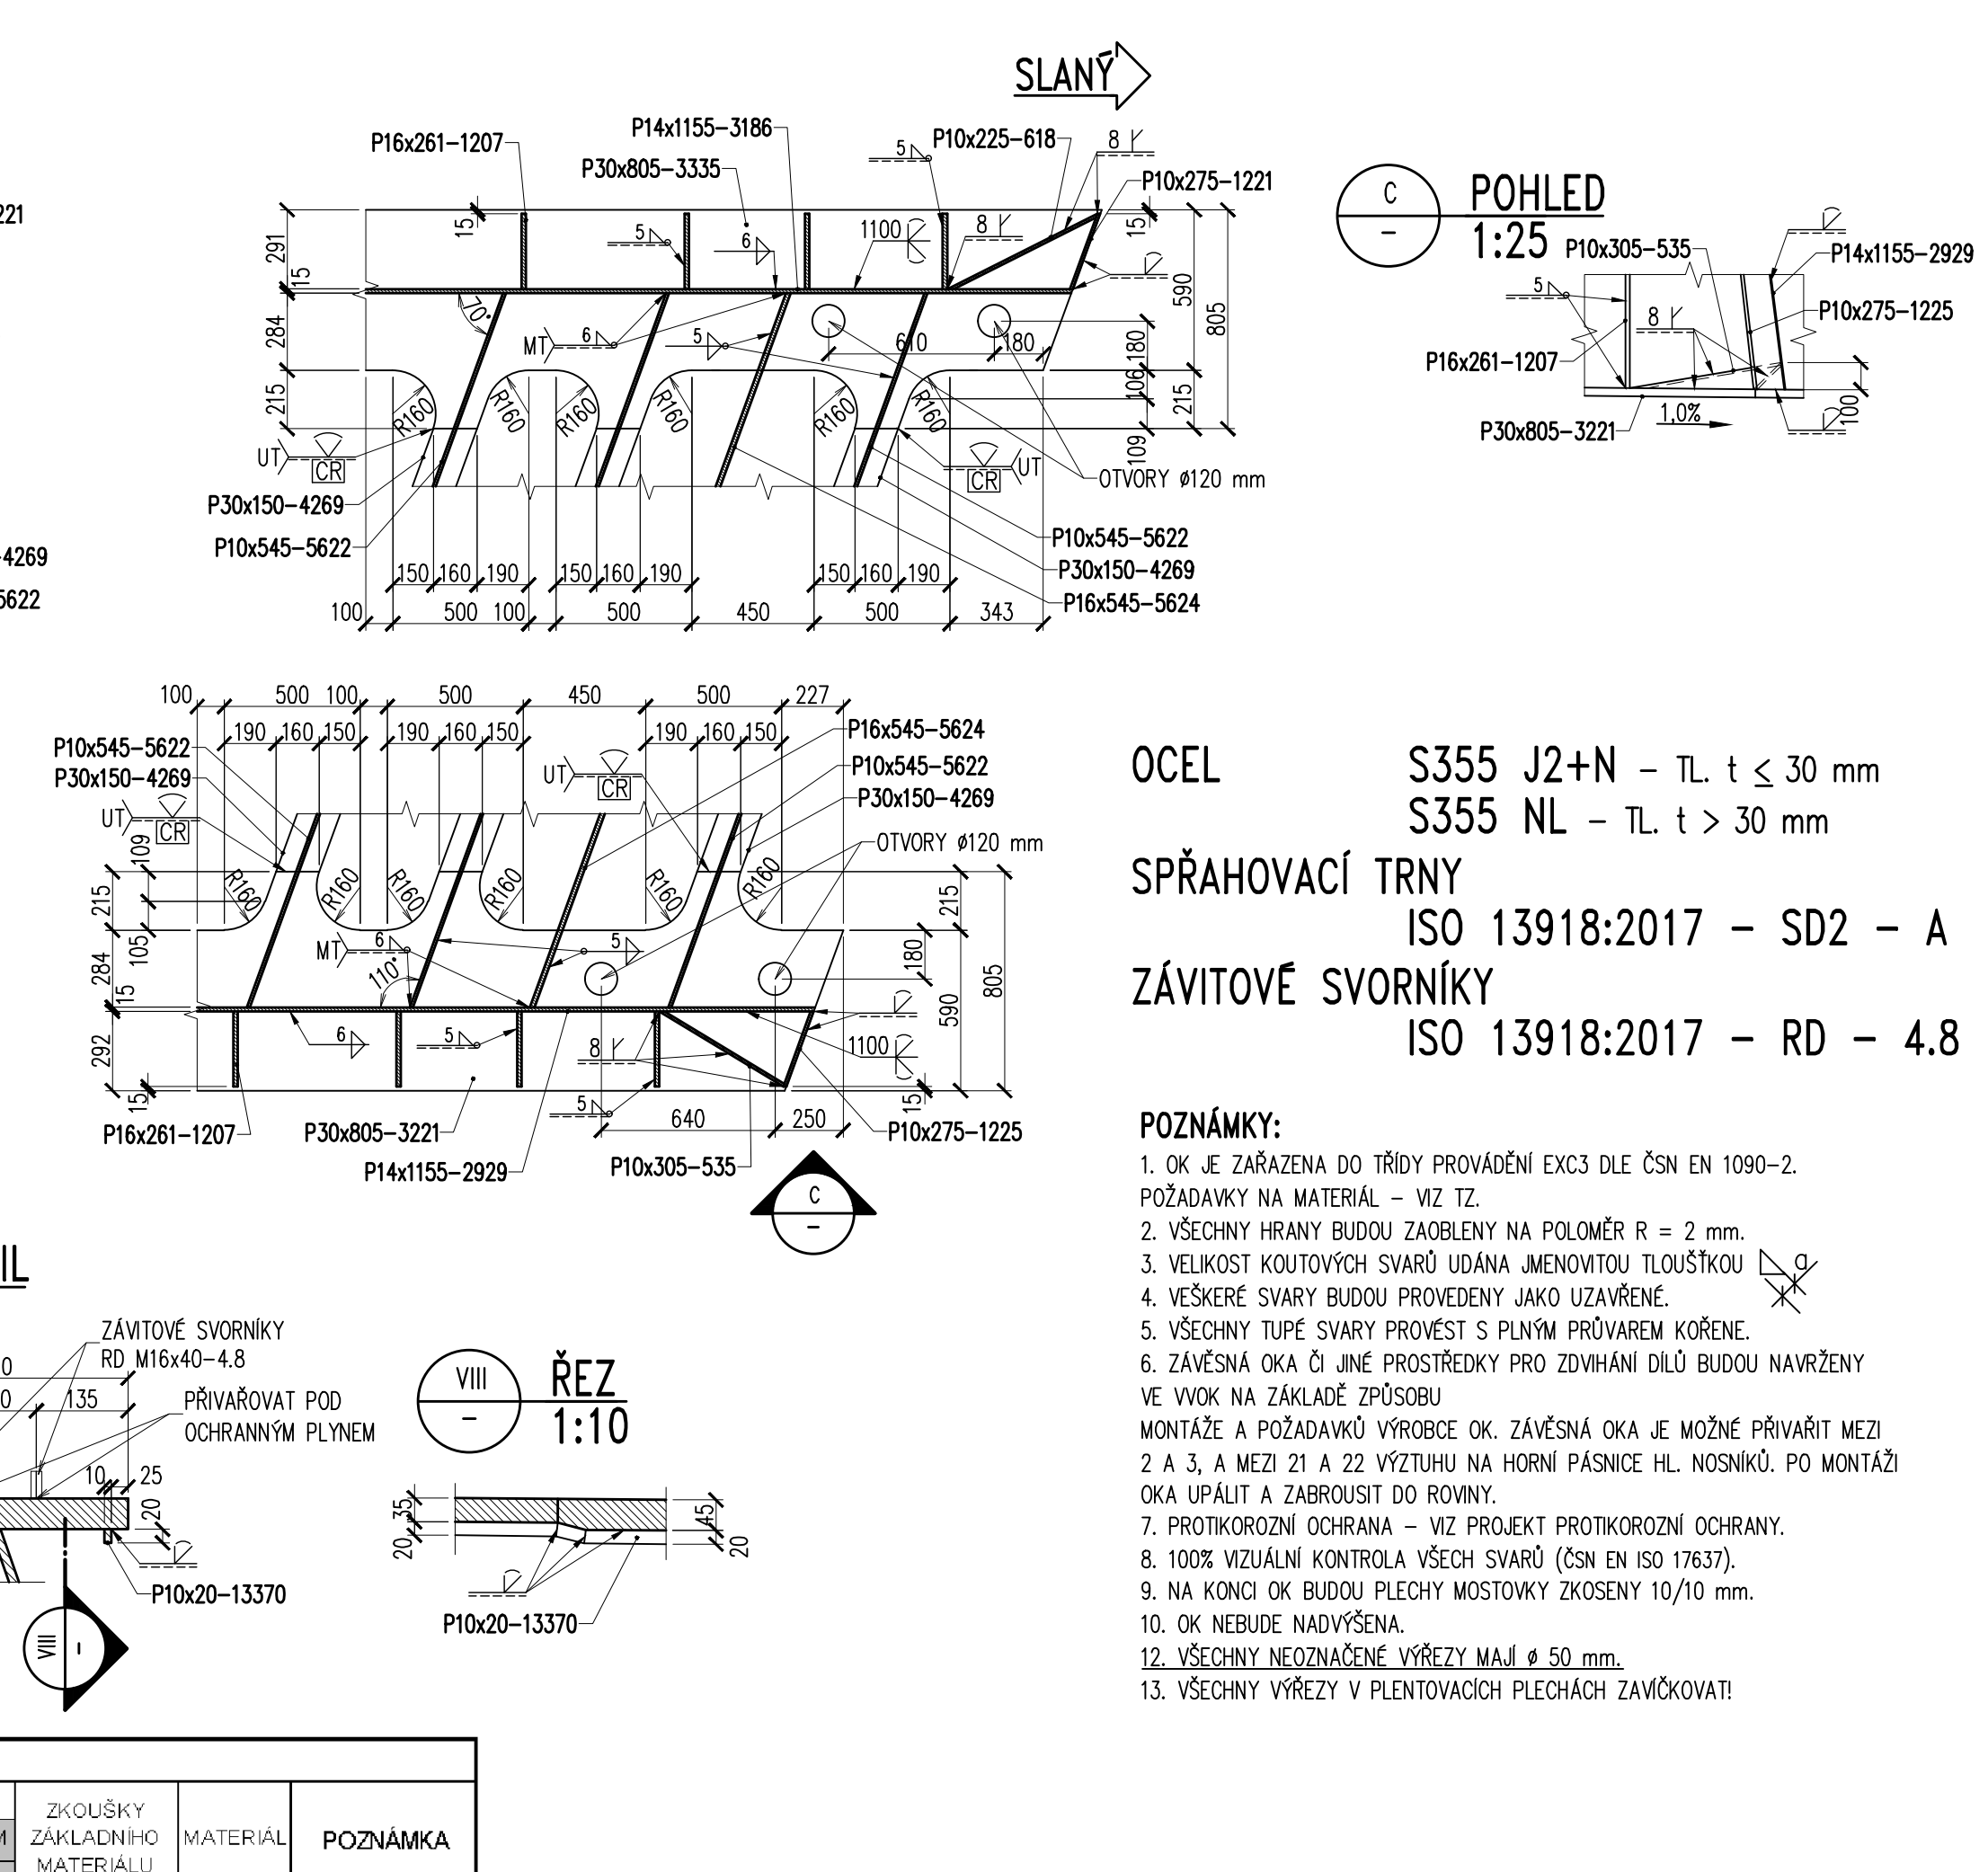 SLANÝ
P16x261-1207
P14x1155-3186
P30x805-3335
5
P10x225-618
8
P10x275-1221
221
15
5
6
1100
8
15
291
15
284
215
70°
MT
6
5
610
180
590
805
180
106
215
109
R160
R160
R160
R160
R160
R160
UT
CR
CR
UT
OTVORY ø120 mm
P30x150-4269
P10x545-5622
-4269
5622
P10x545-5622
P30x150-4269
P16x545-5624
150 160 190
150 160 190
150 160 190
100 500 100 500 450 500 343
C
-
POHLED
1:25
P10x305-535
P14x1155-2929
5
8
P10x275-1225
P16x261-1207
P30x805-3221
1,0%
100
100 500 100 500 450 500 227
190 160 150
190 160 150
190 160 150
P10x545-5622
P30x150-4269
P16x545-5624
P10x545-5622
P30x150-4269
OTVORY ø120 mm
UT
CR
UT
CR
109
215
105
284
15
292
15
R160
R160
R160
R160
R160
R160
MT
6
110°
5
215
180
590
805
15
6
5
8
1100
5
640
250
P16x261-1207
P30x805-3221
P14x1155-2929
P10x305-535
P10x275-1225
C
-
OCEL S355 J2+N - TL. t ≤ 30 mm
S355 NL - TL. t > 30 mm
SPŘAHOVACÍ TRNY
ISO 13918:2017 - SD2 - A
ZÁVITOVÉ SVORNÍKY
ISO 13918:2017 - RD - 4.8
POZNÁMKY:
1. OK JE ZAŘAZENA DO TŘÍDY PROVÁDĚNÍ EXC3 DLE ČSN EN 1090-2.
POŽADAVKY NA MATERIÁL - VIZ TZ.
2. VŠECHNY HRANY BUDOU ZAOBLENY NA POLOMĚR R = 2 mm.
3. VELIKOST KOUTOVÝCH SVARŮ UDÁNA JMENOVITOU TLOUŠŤKOU a
4. VEŠKERÉ SVARY BUDOU PROVEDENY JAKO UZAVŘENÉ.
5. VŠECHNY TUPÉ SVARY PROVÉST S PLNÝM PRŮVAREM KOŘENE.
6. ZÁVĚSNÁ OKA ČI JINÉ PROSTŘEDKY PRO ZDVIHÁNÍ DÍLŮ BUDOU NAVRŽENY
VE VVOK NA ZÁKLADĚ ZPŮSOBU
MONTÁŽE A POŽADAVKŮ VÝROBCE OK. ZÁVĚSNÁ OKA JE MOŽNÉ PŘIVAŘIT MEZI
2 A 3, A MEZI 21 A 22 VÝZTUHU NA HORNÍ PÁSNICE HL. NOSNÍKŮ. PO MONTÁŽI
OKA UPÁLIT A ZABROUSIT DO ROVINY.
7. PROTIKOROZNÍ OCHRANA - VIZ PROJEKT PROTIKOROZNÍ OCHRANY.
8. 100% VIZUÁLNÍ KONTROLA VŠECH SVARŮ (ČSN EN ISO 17637).
9. NA KONCI OK BUDOU PLECHY MOSTOVKY ZKOSENY 10/10 mm.
10. OK NEBUDE NADVÝŠENA.
12. VŠECHNY NEOZNAČENÉ VÝŘEZY MAJÍ ø 50 mm.
13. VŠECHNY VÝŘEZY V PLENTOVACÍCH PLECHÁCH ZAVÍČKOVAT!
IL
ZÁVITOVÉ SVORNÍKY
RD M16x40-4.8
0
0 135
PŘIVAŘOVAT POD
OCHRANNÝM PLYNEM
10 25
20
P10x20-13370
VIII
-
VIII
-
ŘEZ
1:10
35
20
45
20
P10x20-13370
M
ZKOUŠKY
ZÁKLADNÍHO
MATERIÁLU
MATERIÁL
POZNÁMKA